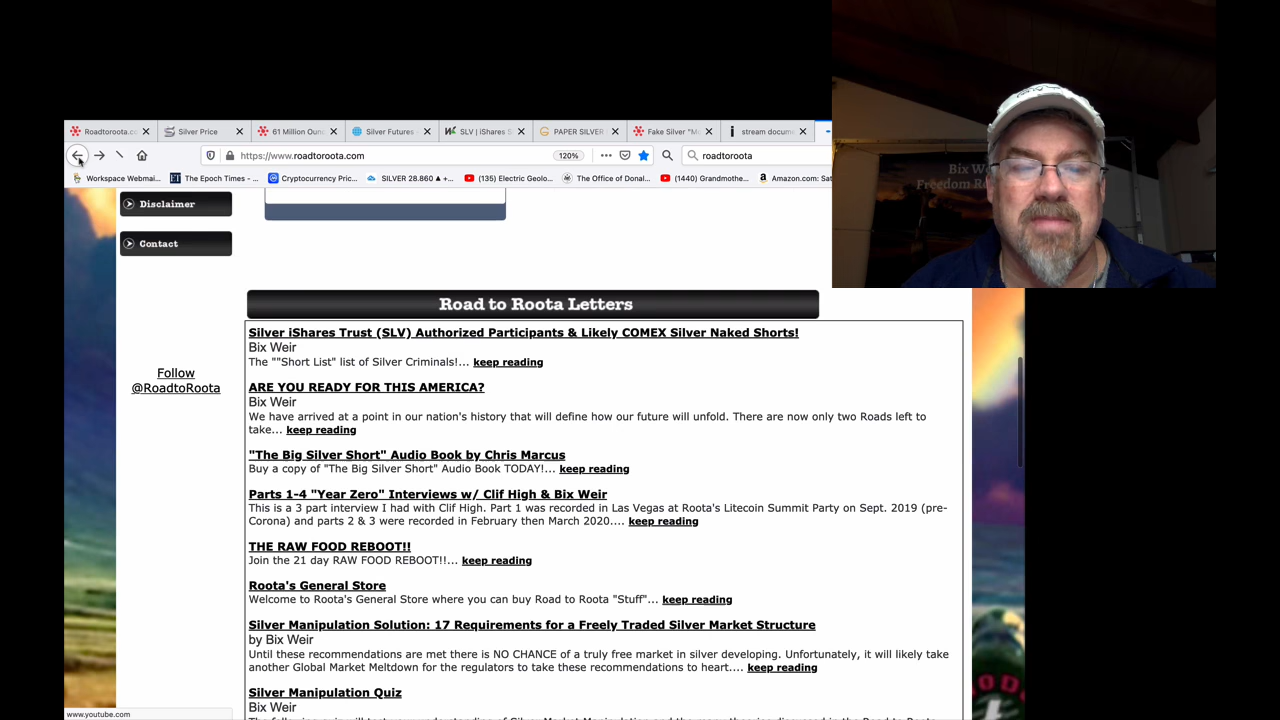 Roadtoroota.co
Silver Price
61 Million Oun
Silver Futures
SLV | iShares S
PAPER SILVER
Fake Silver "M
stream docume
https://www.roadtoroota.com
120%
roadtoroota
Workspace Webmai...
The Epoch Times - ...
Cryptocurrency Pric...
SILVER 28.860 ▲ +...
(135) Electric Geolo...
The Office of Donal...
(1440) Grandmothe...
Amazon.com: Sat
Bix We
Freedom R
Disclaimer
Contact
Follow
@RoadtoRoota
Road to Roota Letters
Silver iShares Trust (SLV) Authorized Participants & Likely COMEX Silver Naked Shorts!
Bix Weir
The ""Short List" list of Silver Criminals!... keep reading
ARE YOU READY FOR THIS AMERICA?
Bix Weir
We have arrived at a point in our nation's history that will define how our future will unfold. There are now only two Roads left to
take... keep reading
"The Big Silver Short" Audio Book by Chris Marcus
Buy a copy of "The Big Silver Short" Audio Book TODAY!... keep reading
Parts 1-4 "Year Zero" Interviews w/ Clif High & Bix Weir
This is a 3 part interview I had with Clif High. Part 1 was recorded in Las Vegas at Roota's Litecoin Summit Party on Sept. 2019 (pre-
Corona) and parts 2 & 3 were recorded in February then March 2020.... keep reading
THE RAW FOOD REBOOT!!
Join the 21 day RAW FOOD REBOOT!!... keep reading
Roota's General Store
Welcome to Roota's General Store where you can buy Road to Roota "Stuff"... keep reading
Silver Manipulation Solution: 17 Requirements for a Freely Traded Silver Market Structure
by Bix Weir
Until these recommendations are met there is NO CHANCE of a truly free market in silver developing. Unfortunately, it will likely take
another Global Market Meltdown for the regulators to take these recommendations to heart.... keep reading
Silver Manipulation Quiz
Bix Weir
www.youtube.com